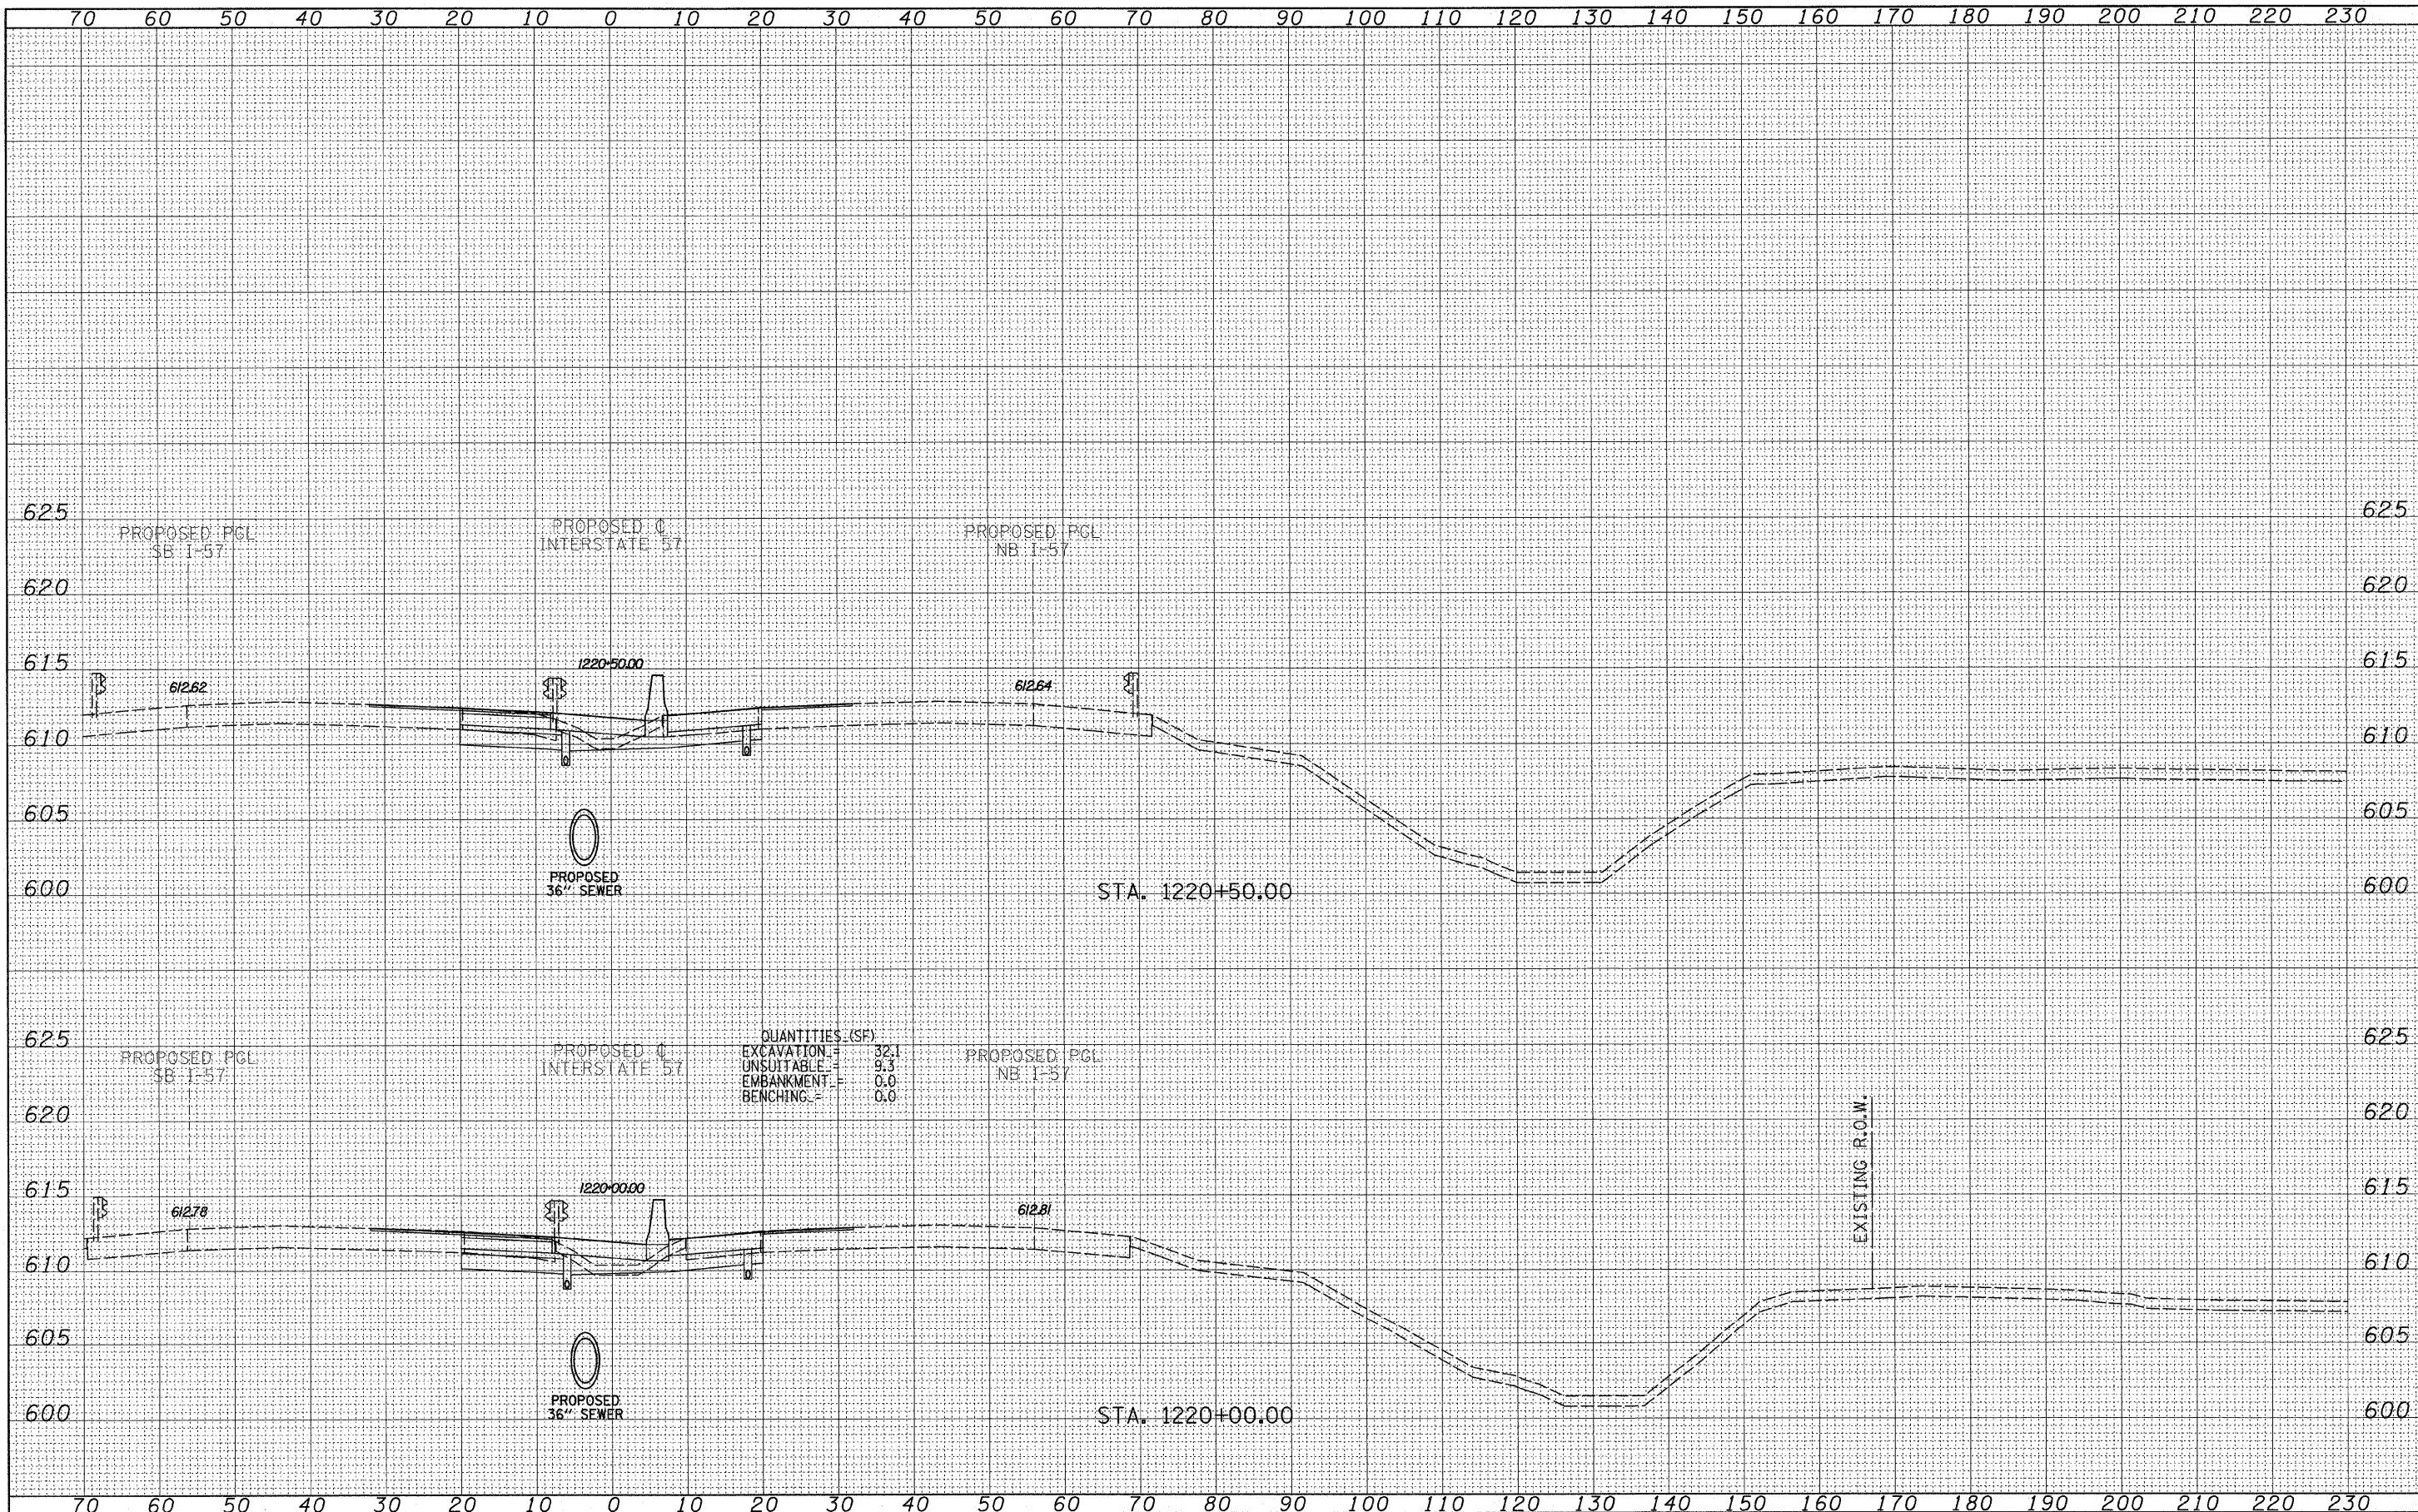 70 60 50 40 30 20 10 0 10 20 30 40 50 60 70 80 90 100 110 120 130 140 150 160 170 180 190 200 210 220 230
625 625
PROPOSED PGL
SB I-57
PROPOSED ℄
INTERSTATE 57
PROPOSED PGL
NB I-57
620 620
615 615
612.62
1220+50.00
612.64
610 610
605 605
PROPOSED
36" SEWER
600 600
STA. 1220+50.00
625 625
PROPOSED PGL
SB I-57
PROPOSED ℄
INTERSTATE 57
QUANTITIES_(SF)
EXCAVATION_= 32.1
UNSUITABLE_= 9.3
EMBANKMENT_= 0.0
BENCHING_= 0.0
PROPOSED PGL
NB I-57
620 620
EXISTING R.O.W.
615 615
612.78
1220+00.00
612.81
610 610
605 605
PROPOSED
36" SEWER
600 600
STA. 1220+00.00
70 60 50 40 30 20 10 0 10 20 30 40 50 60 70 80 90 100 110 120 130 140 150 160 170 180 190 200 210 220 230